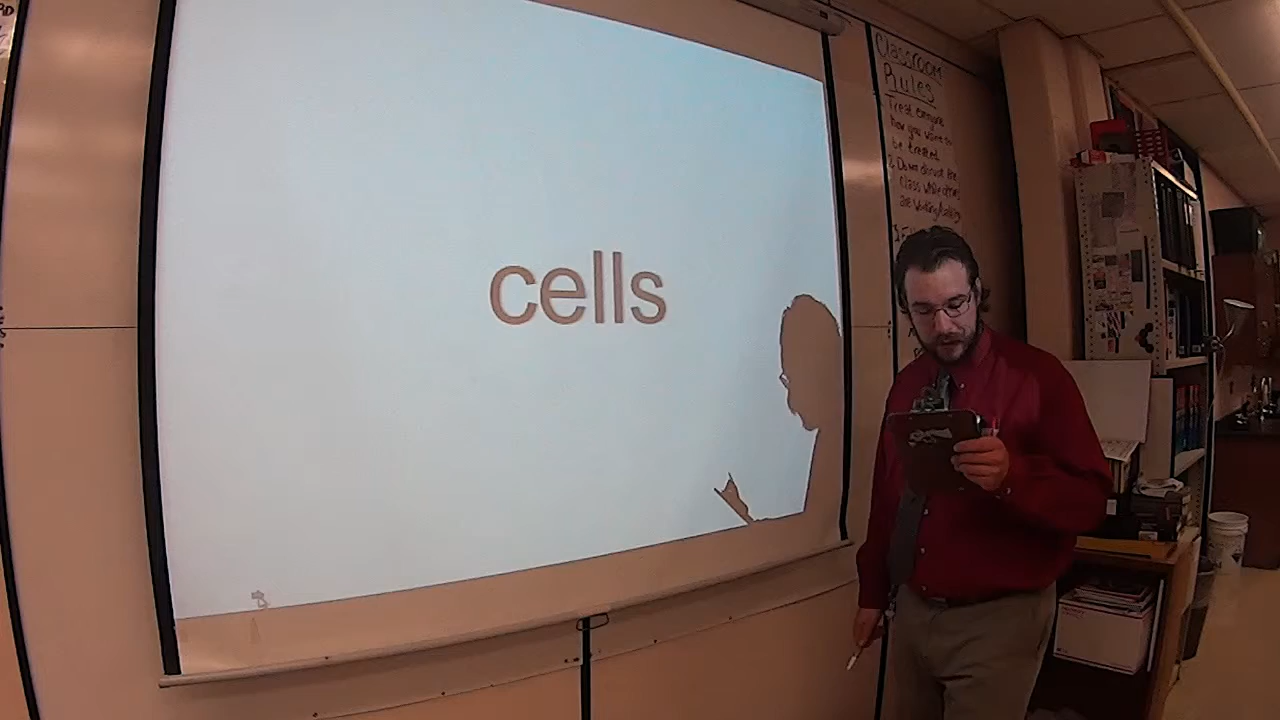 cells
Classroom
Rules
Treat everyone
how you want to
be treated
2. Do not disrupt the
class while others
are working/talking